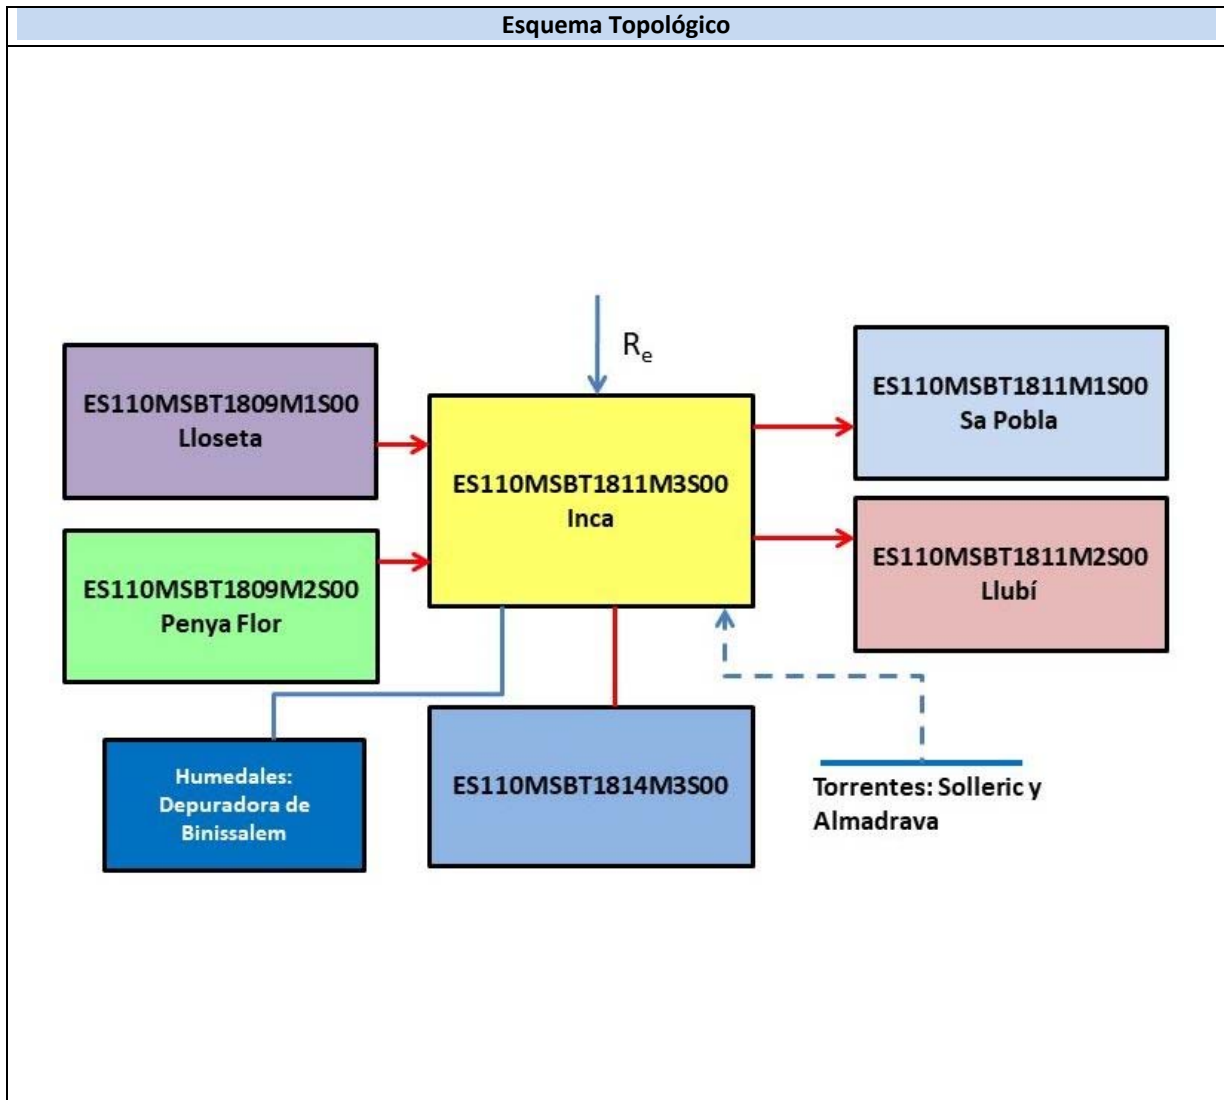 Esquema Topológico
Re
ES110MSBT1809M1S00
Lloseta
ES110MSBT1811M1S00
Sa Pobla
ES110MSBT1811M3S00
Inca
ES110MSBT1809M2S00
Penya Flor
ES110MSBT1811M2S00
Llubí
Humedales:
Depuradora de
Binissalem
ES110MSBT1814M3S00
Torrentes: Solleric y
Almadrava